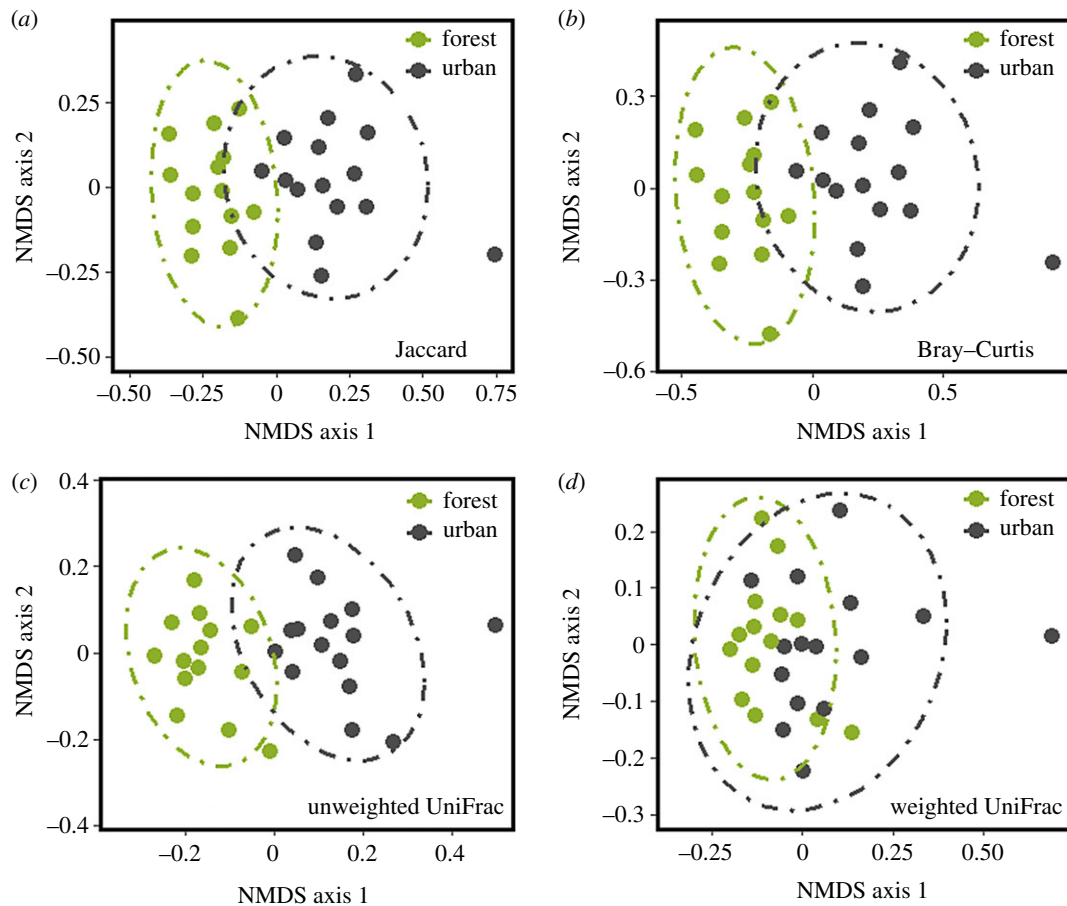 (a)
forest
urban
0.25
0
−0.25
−0.50
NMDS axis 2
Jaccard
−0.50 −0.25 0 0.25 0.50 0.75
NMDS axis 1
(b)
forest
urban
0.3
0
−0.3
−0.6
NMDS axis 2
Bray–Curtis
−0.5 0 0.5
NMDS axis 1
(c)
forest
urban
0.4
0.2
0
−0.2
−0.4
NMDS axis 2
unweighted UniFrac
−0.2 0 0.2 0.4
NMDS axis 1
(d)
forest
urban
0.2
0.1
0
−0.1
−0.2
−0.3
NMDS axis 2
weighted UniFrac
−0.25 0 0.25 0.50
NMDS axis 1